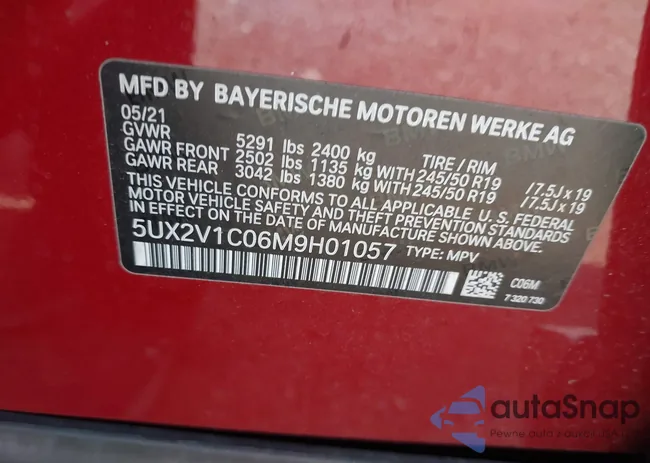 MFD BY BAYERISCHE MOTOREN WERKE AG
05/21
GVWR 5291 lbs 2400 kg TIRE / RIM
GAWR FRONT 2502 lbs 1135 kg WITH 245/50 R19 /7.5J x 19
GAWR REAR 3042 lbs 1380 kg WITH 245/50 R19 /7.5J x 19
THIS VEHICLE CONFORMS TO ALL APPLICABLE U. S. FEDERAL
MOTOR VEHICLE SAFETY AND THEFT PREVENTION STANDARDS
IN EFFECT ON THE DATE OF MANUFACTURE SHOWN ABOVE.
5UX2V1C06M9H01057 TYPE: MPV
C06M
7 320 730
autoSnap
Pewne auto z